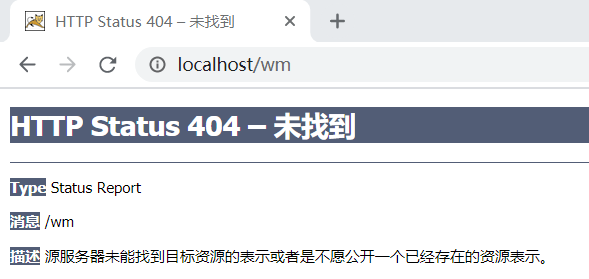 HTTP Status 404 – 未找到
localhost/wm
HTTP Status 404 – 未找到
Type Status Report
消息 /wm
描述 源服务器未能找到目标资源的表示或者是不愿公开一个已经存在的资源表示。